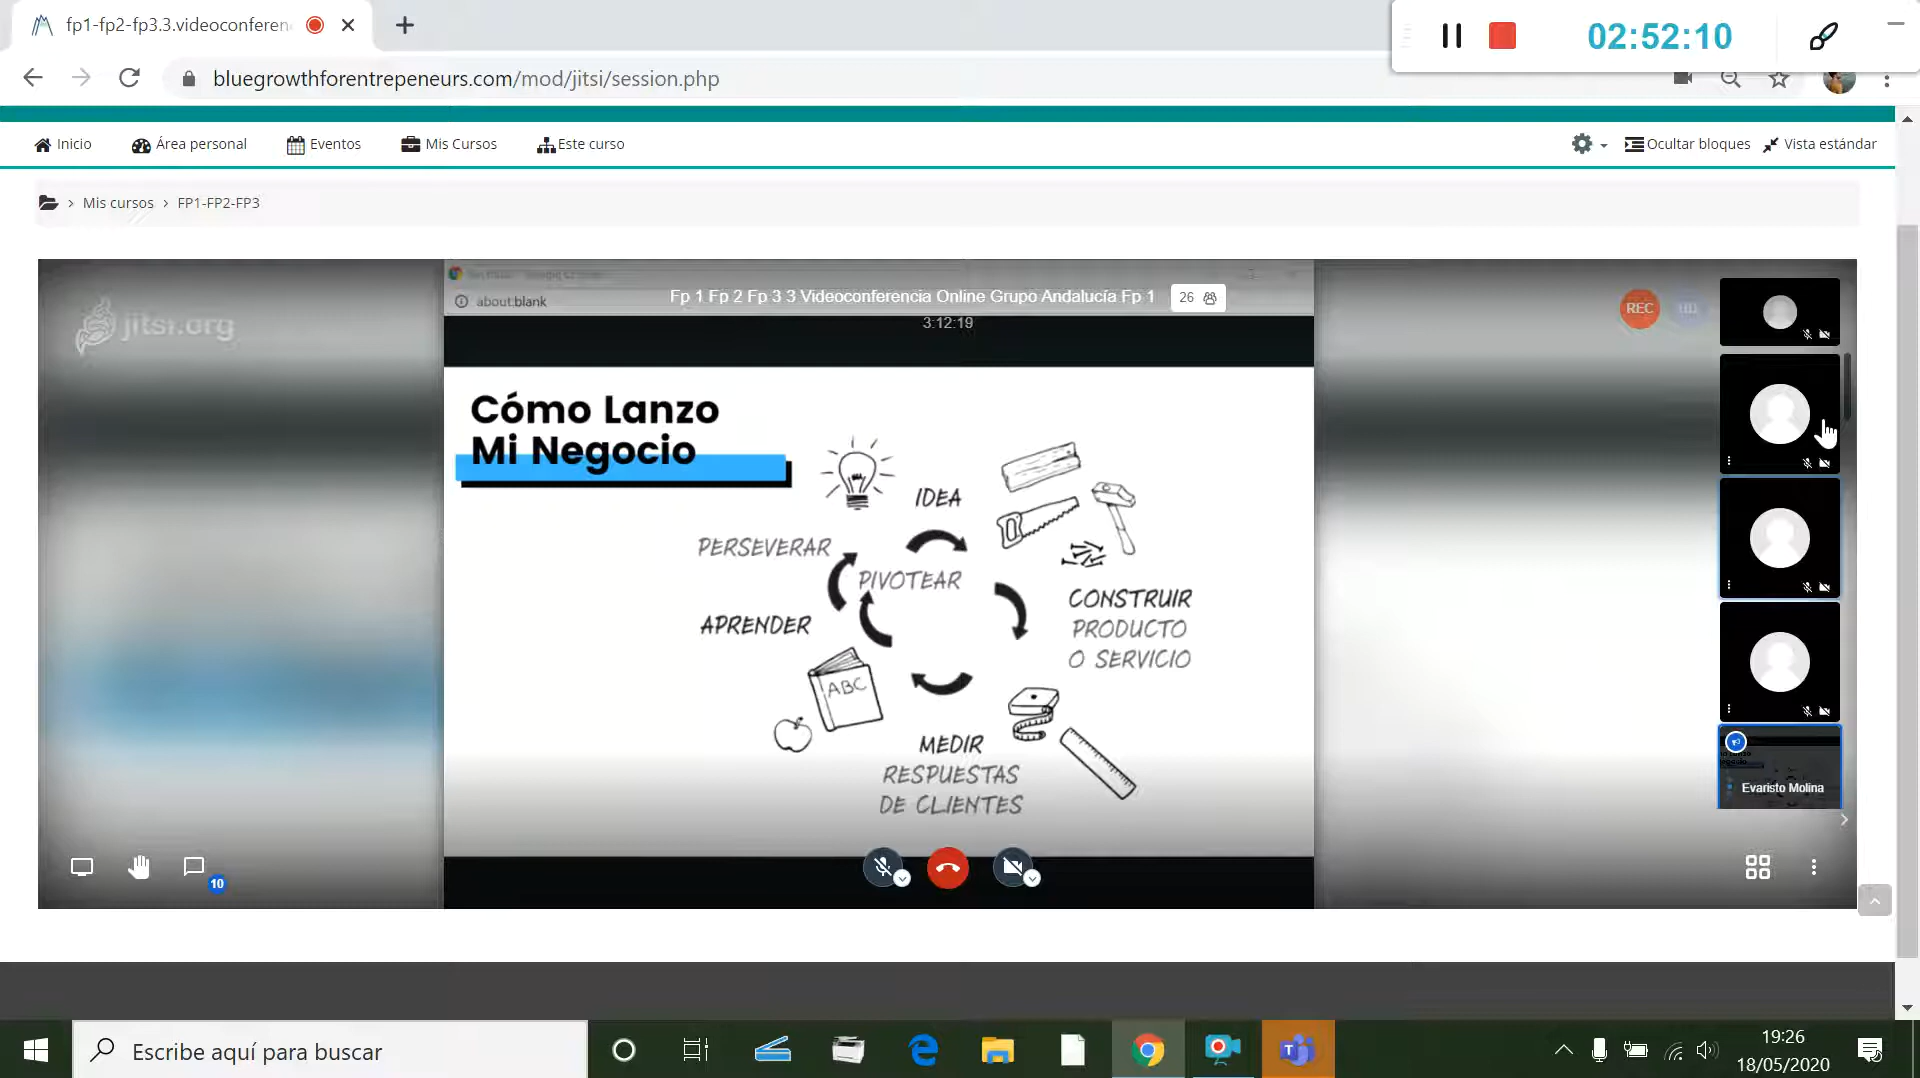 fp1-fp2-fp3.3.videoconferen
02:52:10
bluegrowthforentrepeneurs.com/mod/jitsi/session.php
Inicio
Área personal
Eventos
Mis Cursos
Este curso
Ocultar bloques
Vista estándar
Mis cursos
FP1-FP2-FP3
jitsi.org
about:blank
Fp 1 Fp 2 Fp 3 3 Videoconferencia Online Grupo Andalucía Fp 1
26
3:12:19
REC
HD
Cómo Lanzo
Mi Negocio
IDEA
PERSEVERAR
PIVOTEAR
CONSTRUIR
PRODUCTO
O SERVICIO
APRENDER
ABC
MEDIR
RESPUESTAS
DE CLIENTES
Evaristo Molina
10
Escribe aquí para buscar
19:26
18/05/2020